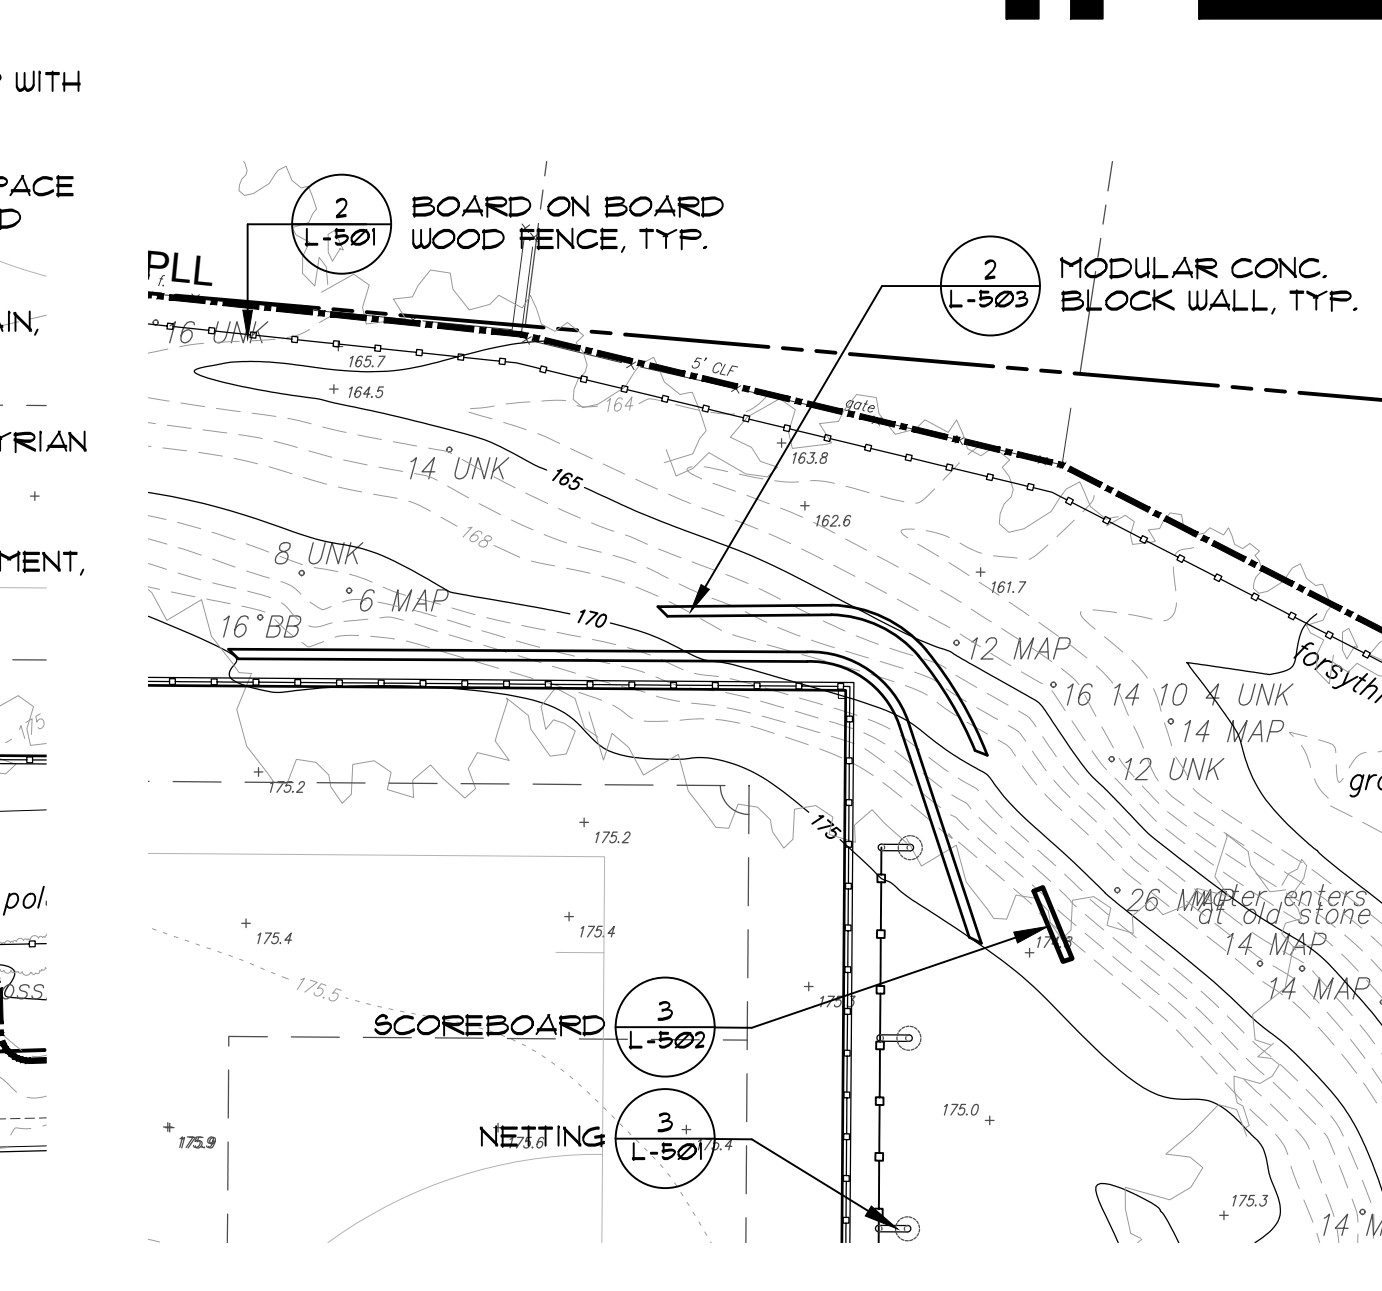 WITH
PACE
AIN,
YRIAN
MENT,
175
pol
OSS
2
L-501
BOARD ON BOARD
WOOD FENCE, TYP.
2
L-503
MODULAR CONC.
BLOCK WALL, TYP.
PLL
f.
16 UNK
165.7
164.5
5' CLF
164
gate
14 UNK
165
163.8
162.6
168
8 UNK
161.7
6 MAP
16 BB
170
12 MAP
forsyth
16 14 10 4 UNK
14 MAP
12 UNK
gro
175.2
175.2
175
26 MAP
water enters
at old stone
175.4
175.4
14 MAP
14 MAP
175.5
SCOREBOARD
3
L-502
NETTING
3
L-501
175.0
175.9
175.6
175.4
175.3
14 M